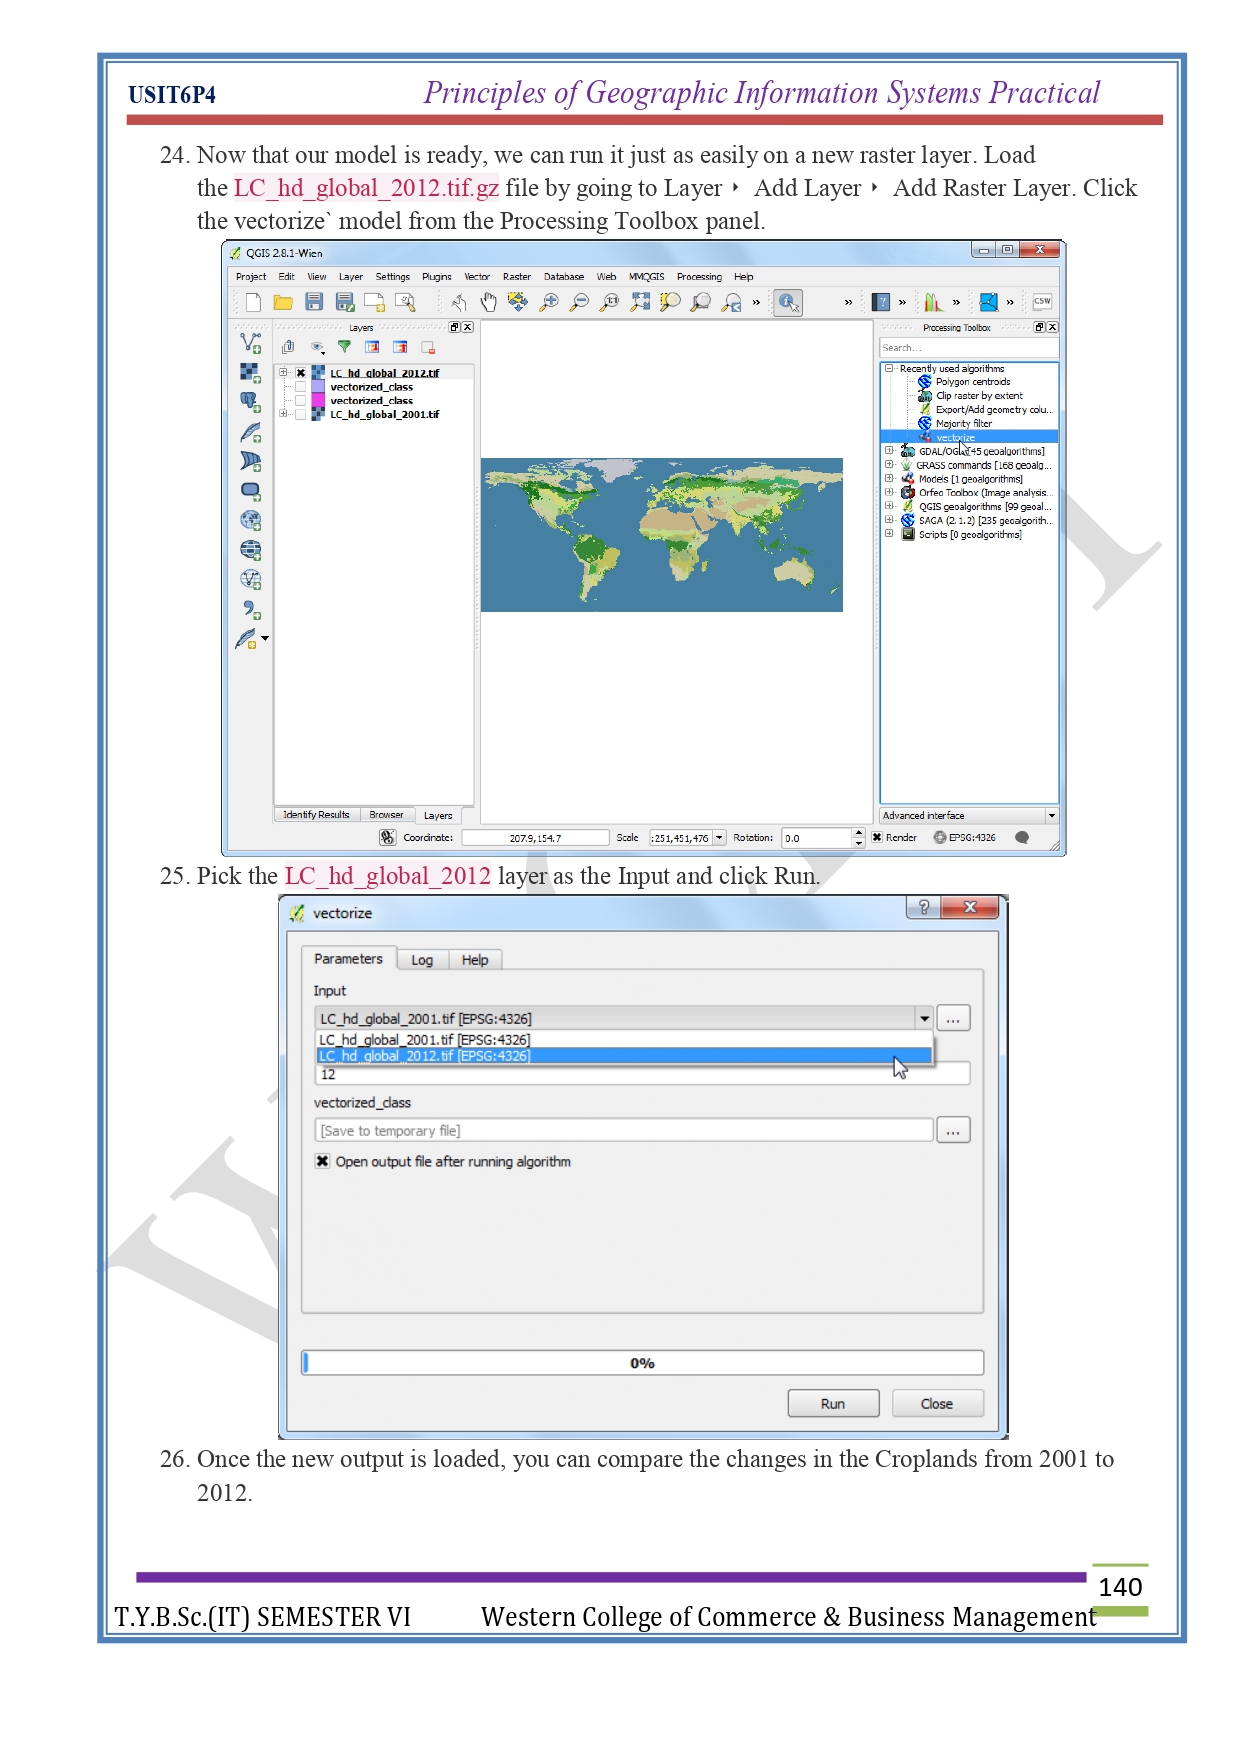 USIT6P4 Principles of Geographic Information Systems Practical
24. Now that our model is ready, we can run it just as easily on a new raster layer. Load
the LC_hd_global_2012.tif.gz file by going to Layer ‣ Add Layer ‣ Add Raster Layer. Click
the vectorize` model from the Processing Toolbox panel.
QGIS 2.8.1-Wien
Project Edit View Layer Settings Plugins Vector Raster Database Web MMQGIS Processing Help
» » » » » CSW
Layers
LC_hd_global_2012.tif
vectorized_class
vectorized_class
LC_hd_global_2001.tif
Processing Toolbox
Search...
Recently used algorithms
Polygon centroids
Clip raster by extent
Export/Add geometry colu...
Majority filter
vectorize
GDAL/OG 45 geoalgorithms]
GRASS commands [168 geoalg...
Models [1 geoalgorithms]
Orfeo Toolbox (Image analysis...
QGIS geoalgorithms [99 geoal...
SAGA (2.1.2) [235 geoalgorith...
Scripts [0 geoalgorithms]
Identify Results Browser Layers
Advanced interface
Coordinate: 207.9,154.7 Scale :251,451,476 Rotation: 0.0 Render EPSG:4326
25. Pick the LC_hd_global_2012 layer as the Input and click Run.
vectorize
Parameters Log Help
Input
LC_hd_global_2001.tif [EPSG:4326] ...
LC_hd_global_2001.tif [EPSG:4326]
LC_hd_global_2012.tif [EPSG:4326]
12
vectorized_class
[Save to temporary file] ...
Open output file after running algorithm
0%
Run Close
26. Once the new output is loaded, you can compare the changes in the Croplands from 2001 to
2012.
140
T.Y.B.Sc.(IT) SEMESTER VI Western College of Commerce & Business Management